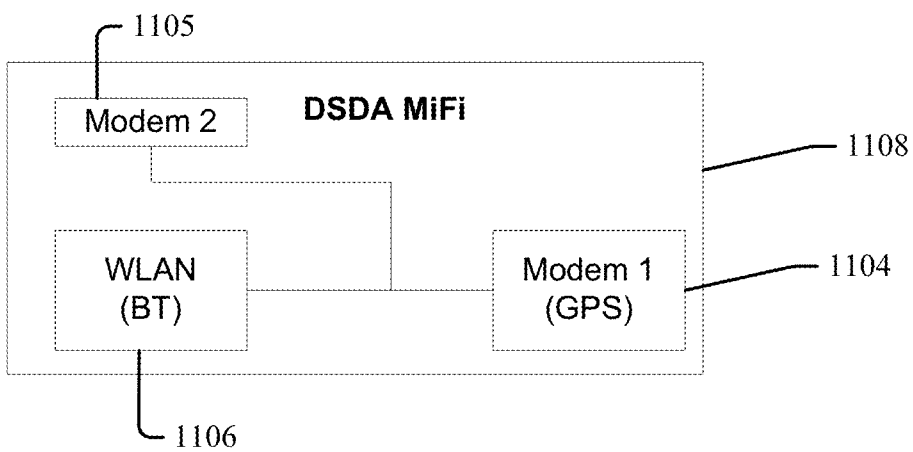 1105
DSDA MiFi
Modem 2
1108
WLAN
(BT)
Modem 1
(GPS)
1104
1106